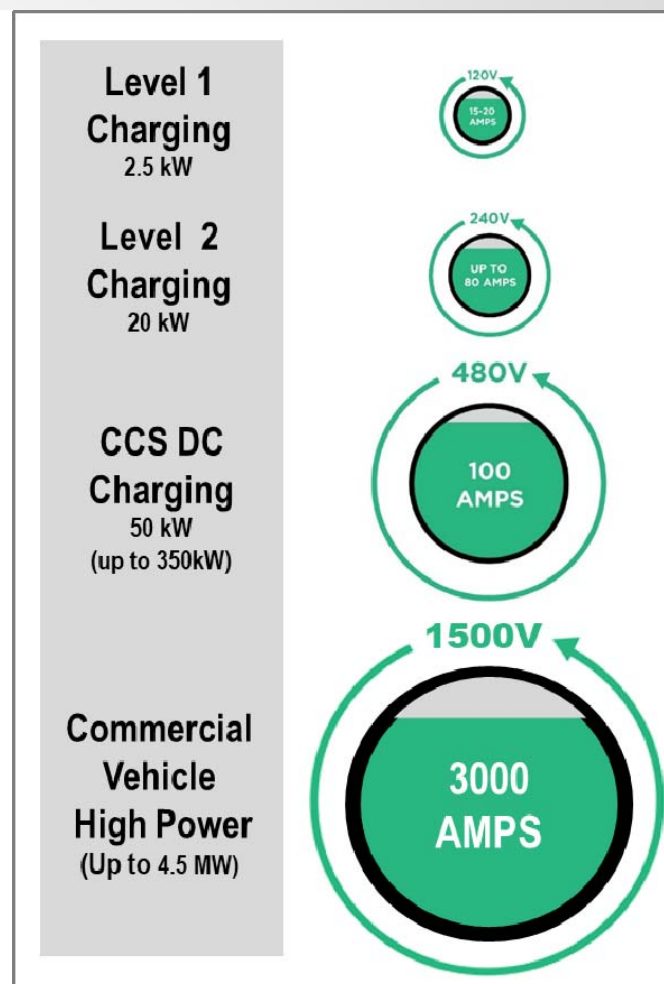 Level 1
Charging
2.5 kW
120V
15-20
AMPS
Level 2
Charging
20 kW
240V
UP TO
80 AMPS
CCS DC
Charging
50 kW
(up to 350kW)
480V
100
AMPS
Commercial
Vehicle
High Power
(Up to 4.5 MW)
1500V
3000
AMPS